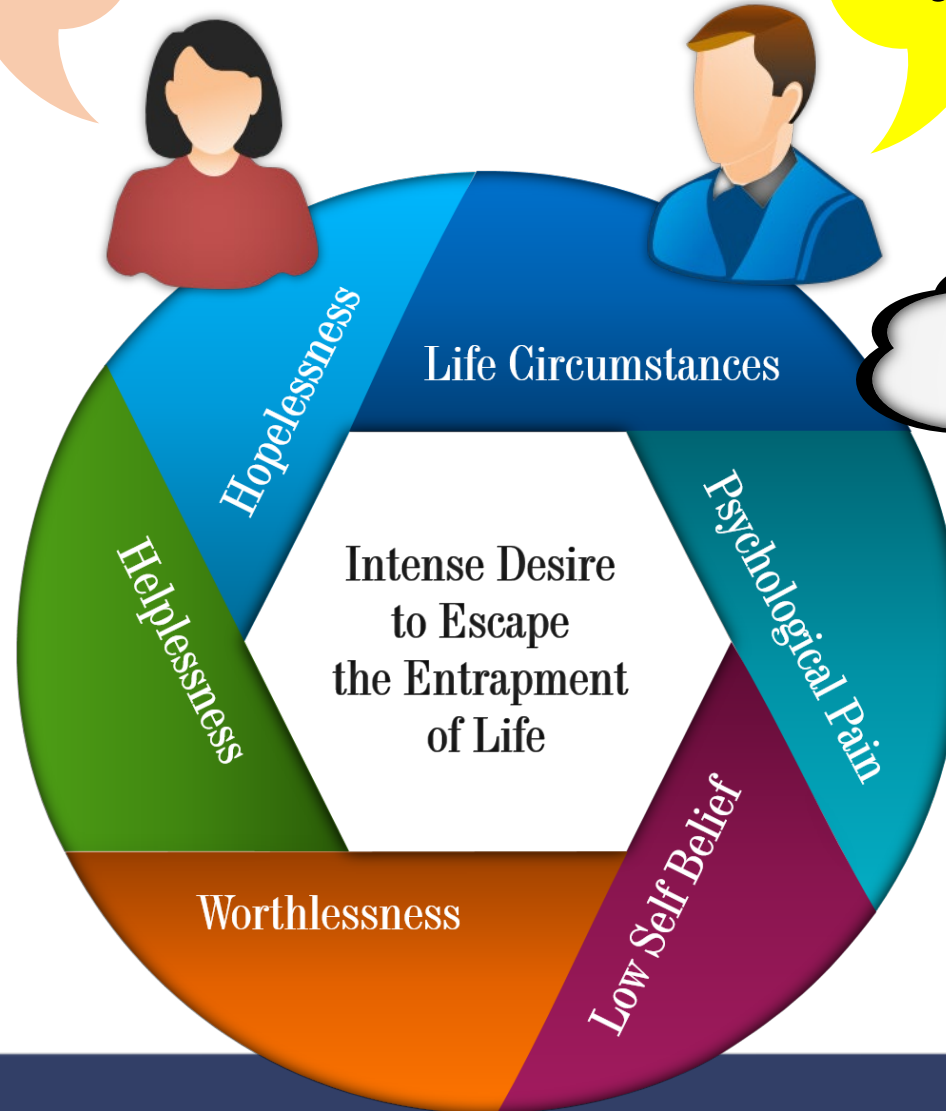 Hopelessness
Life Circumstances
Psychological Pain
Low Self Belief
Worthlessness
Helplessness
Intense Desire
to Escape
the Entrapment
of Life